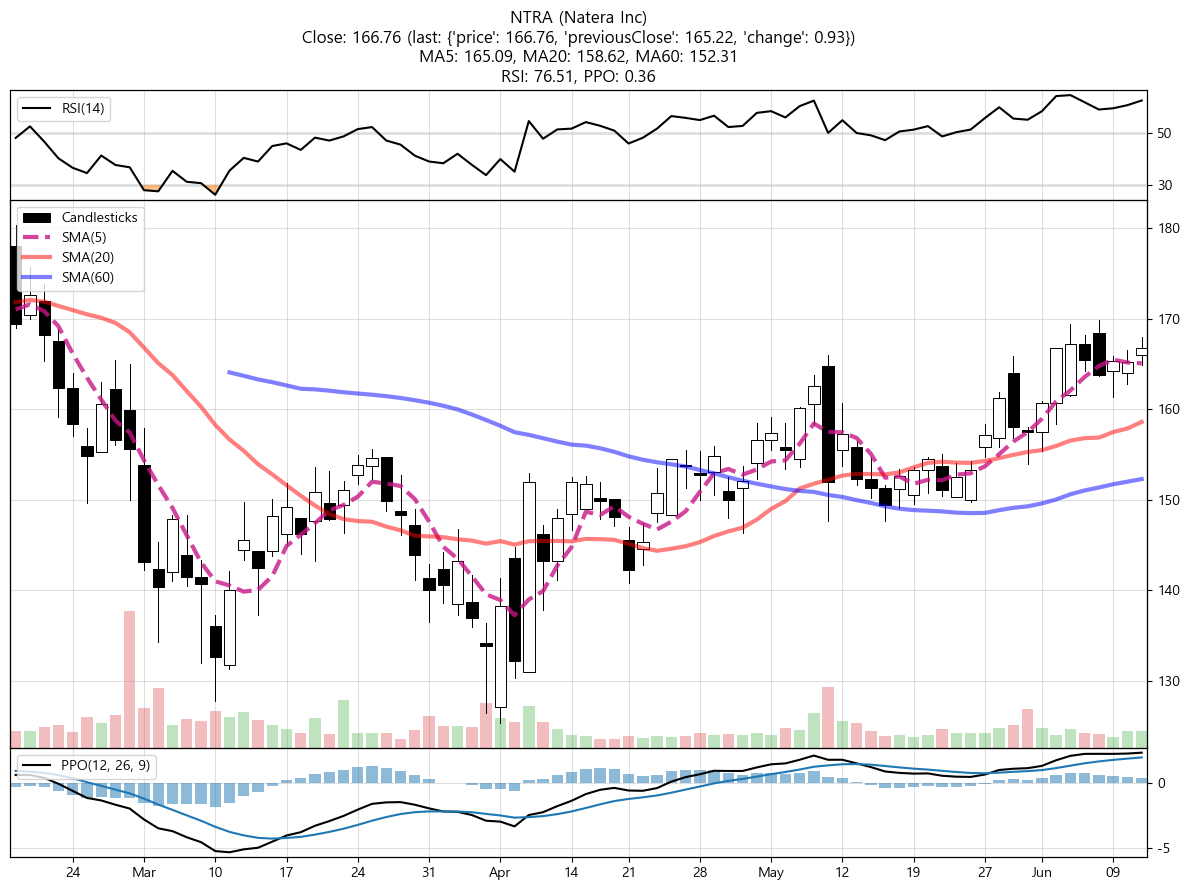 NTRA (Natera Inc)
Close: 166.76 (last: {'price': 166.76, 'previousClose': 165.22, 'change': 0.93})
MA5: 165.09, MA20: 158.62, MA60: 152.31
RSI: 76.51, PPO: 0.36
RSI(14)
50
30
Candlesticks
SMA(5)
SMA(20)
SMA(60)
180
170
160
150
140
130
PPO(12, 26, 9)
0
-5
24 Mar 10 17 24 31 Apr 14 21 28 May 12 19 27 Jun 09